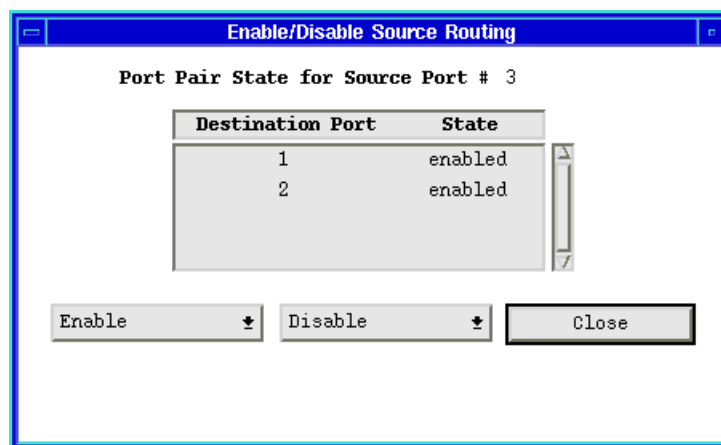 Enable/Disable Source Routing
Port Pair State for Source Port # 3
Destination Port State
1 enabled
2 enabled
Enable Disable Close